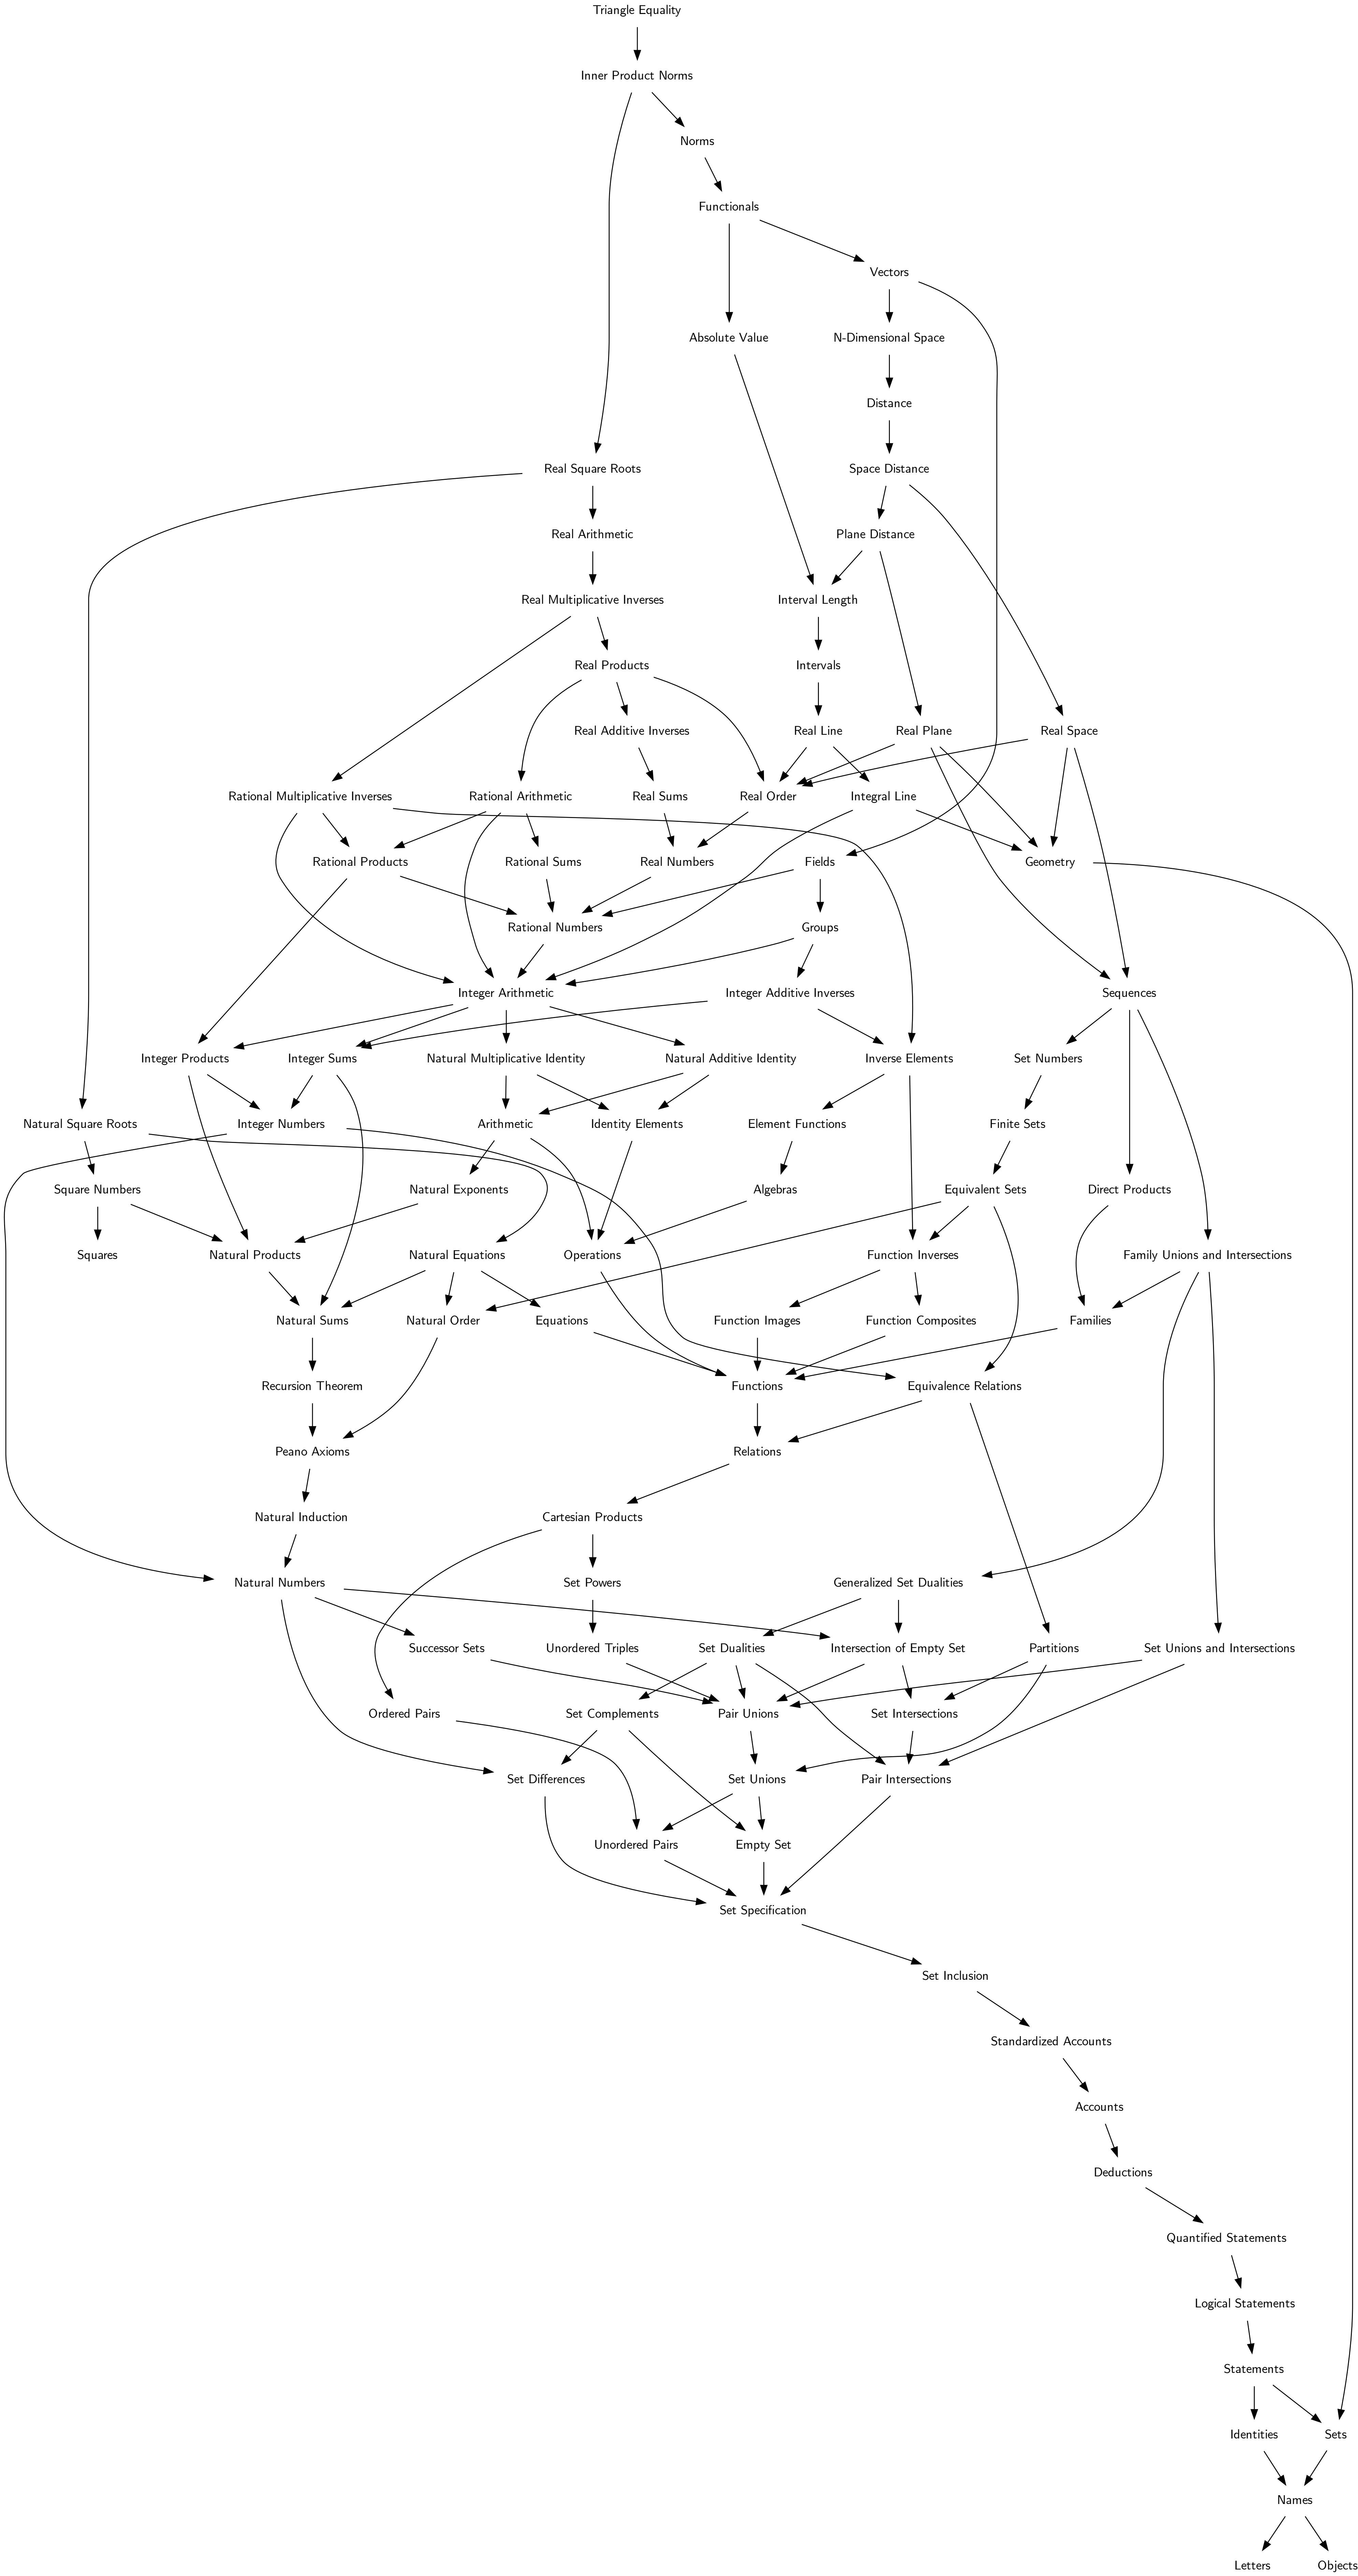 Triangle Equality
Inner Product Norms
Norms
Functionals
Vectors
Absolute Value
N-Dimensional Space
Distance
Real Square Roots
Space Distance
Real Arithmetic
Plane Distance
Real Multiplicative Inverses
Interval Length
Real Products
Intervals
Real Additive Inverses
Real Line
Real Plane
Real Space
Rational Multiplicative Inverses
Rational Arithmetic
Real Sums
Real Order
Integral Line
Rational Products
Rational Sums
Real Numbers
Fields
Geometry
Rational Numbers
Groups
Integer Arithmetic
Integer Additive Inverses
Sequences
Integer Products
Integer Sums
Natural Multiplicative Identity
Natural Additive Identity
Inverse Elements
Set Numbers
Natural Square Roots
Integer Numbers
Arithmetic
Identity Elements
Element Functions
Finite Sets
Square Numbers
Natural Exponents
Algebras
Equivalent Sets
Direct Products
Squares
Natural Products
Natural Equations
Operations
Function Inverses
Family Unions and Intersections
Natural Sums
Natural Order
Equations
Function Images
Function Composites
Families
Recursion Theorem
Functions
Equivalence Relations
Peano Axioms
Relations
Natural Induction
Cartesian Products
Natural Numbers
Set Powers
Generalized Set Dualities
Successor Sets
Unordered Triples
Set Dualities
Intersection of Empty Set
Partitions
Set Unions and Intersections
Ordered Pairs
Set Complements
Pair Unions
Set Intersections
Set Differences
Set Unions
Pair Intersections
Unordered Pairs
Empty Set
Set Specification
Set Inclusion
Standardized Accounts
Accounts
Deductions
Quantified Statements
Logical Statements
Statements
Identities
Sets
Names
Letters
Objects